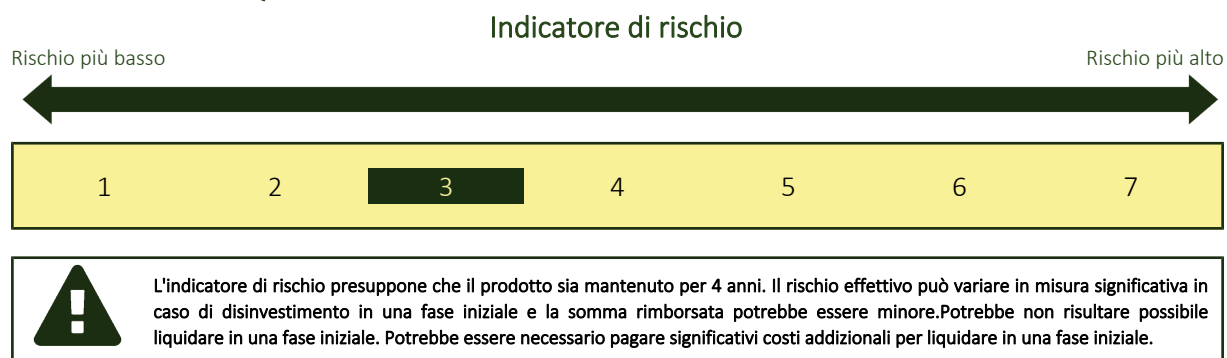 Indicatore di rischio
Rischio più basso
Rischio più alto
1 2 3 4 5 6 7
L'indicatore di rischio presuppone che il prodotto sia mantenuto per 4 anni. Il rischio effettivo può variare in misura significativa in
caso di disinvestimento in una fase iniziale e la somma rimborsata potrebbe essere minore.Potrebbe non risultare possibile
liquidare in una fase iniziale. Potrebbe essere necessario pagare significativi costi addizionali per liquidare in una fase iniziale.